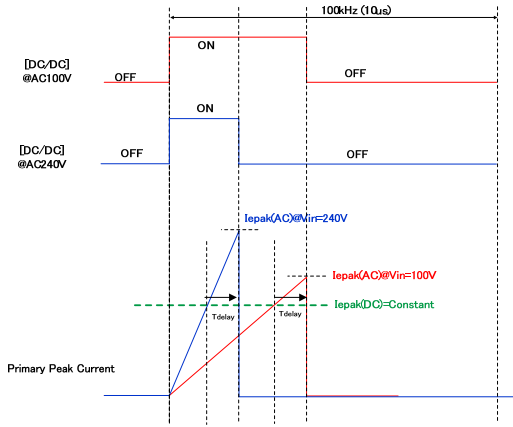 100kHz (10us)
ON
[DC/DC]
@AC100V
OFF
OFF
ON
[DC/DC]
@AC240V
OFF
OFF
Iepak(AC)@Vin=240V
Iepak(AC)@Vin=100V
Tdelay
Tdelay
Iepak(DC)=Constant
Primary Peak Current